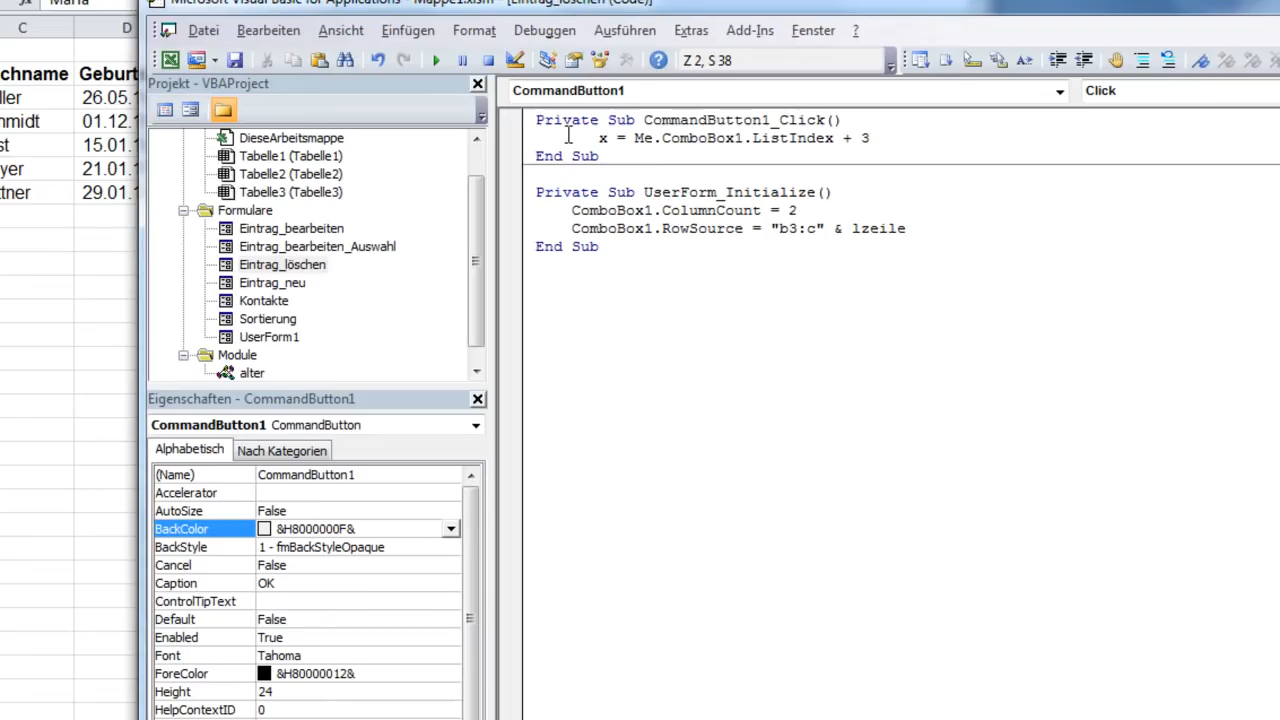 Maria
Microsoft Visual Basic for Applications - Mappe1.xlsm - [Eintrag_löschen (Code)]
C D
chname Geburt
ller 26.05.1
hmidt 01.12.1
st 15.01.1
yer 21.01.1
ttner 29.01.1
Datei Bearbeiten Ansicht Einfügen Format Debuggen Ausführen Extras Add-Ins Fenster ?
Z 2, S 38
Projekt - VBAProject
DieseArbeitsmappe
Tabelle1 (Tabelle1)
Tabelle2 (Tabelle2)
Tabelle3 (Tabelle3)
Formulare
Eintrag_bearbeiten
Eintrag_bearbeiten_Auswahl
Eintrag_löschen
Eintrag_neu
Kontakte
Sortierung
UserForm1
Module
alter
Eigenschaften - CommandButton1
CommandButton1 CommandButton
Alphabetisch Nach Kategorien
(Name) CommandButton1
Accelerator
AutoSize False
BackColor &H8000000F&
BackStyle 1 - fmBackStyleOpaque
Cancel False
Caption OK
ControlTipText
Default False
Enabled True
Font Tahoma
ForeColor &H80000012&
Height 24
HelpContextID 0
CommandButton1 Click
Private Sub CommandButton1_Click()
x = Me.ComboBox1.ListIndex + 3
End Sub
Private Sub UserForm_Initialize()
ComboBox1.ColumnCount = 2
ComboBox1.RowSource = "b3:c" & lzeile
End Sub